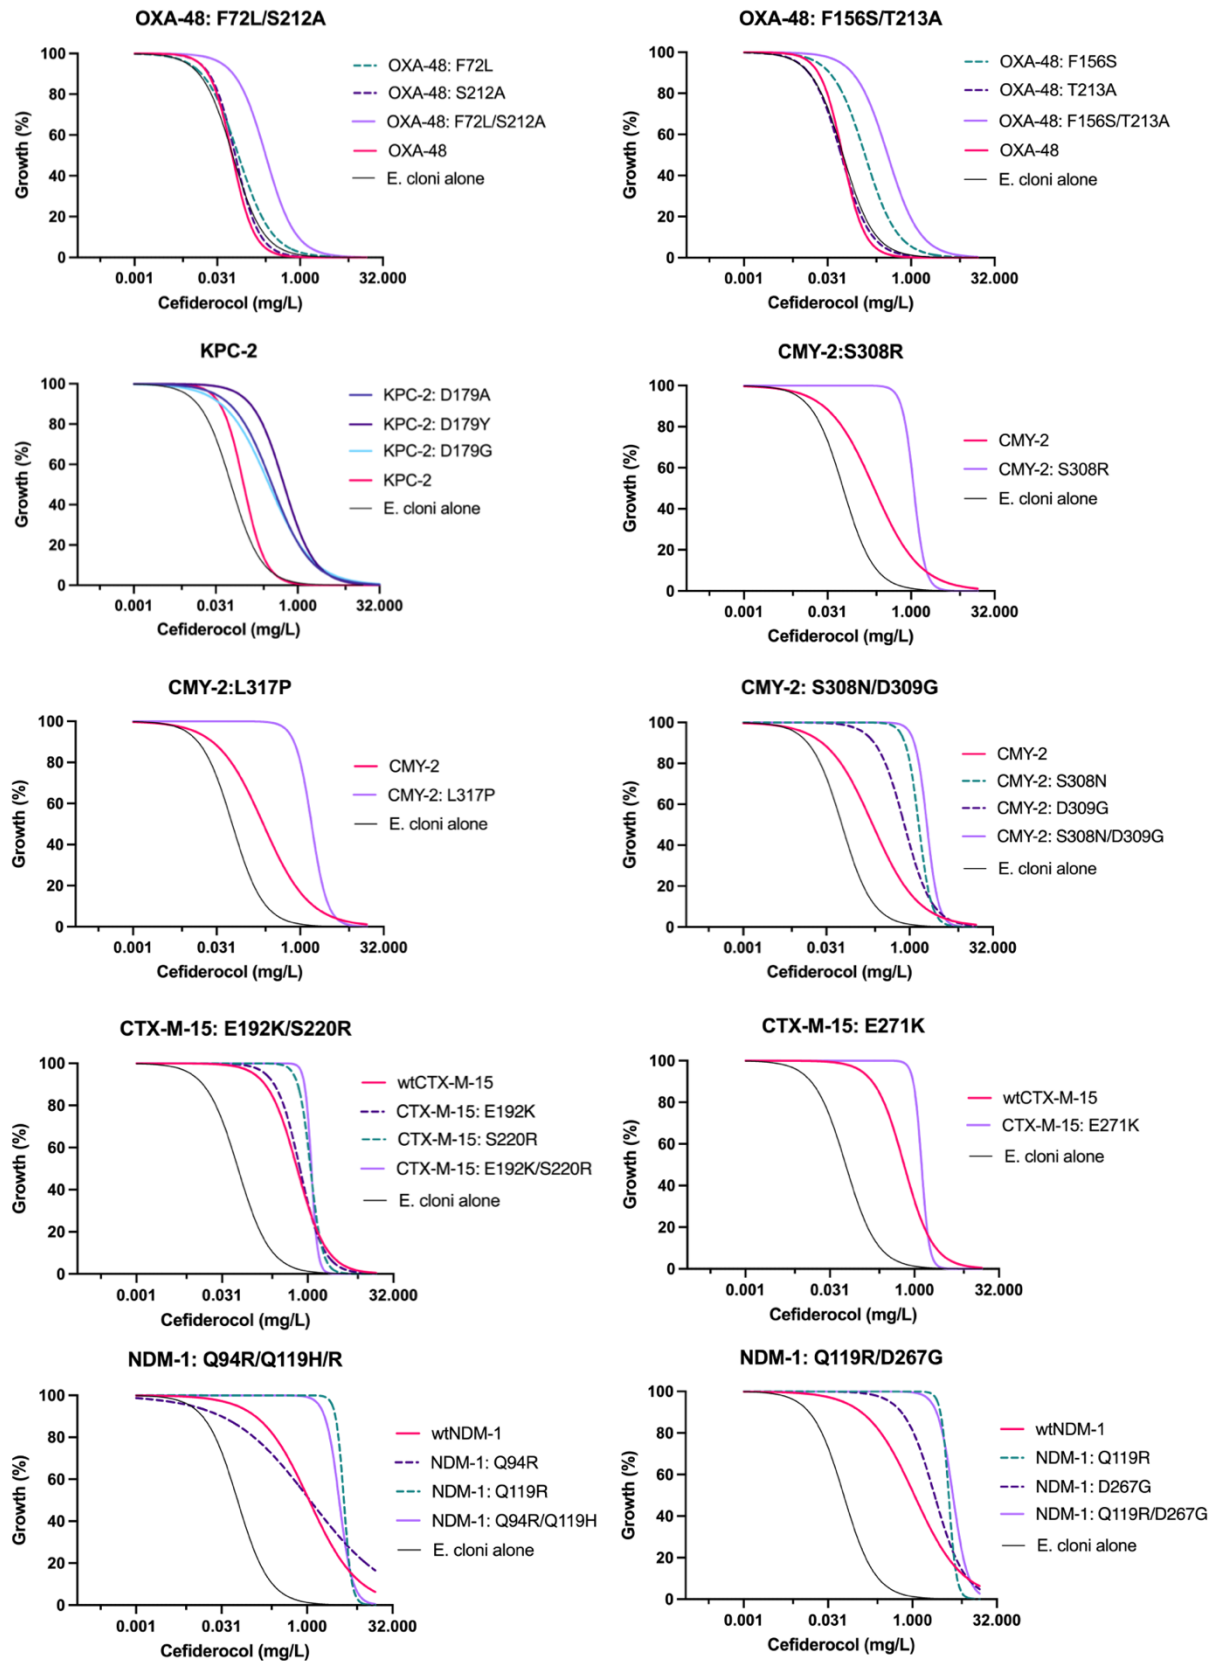 OXA-48: F72L/S212A
Growth (%)
100
80
60
40
20
0
0.001 0.031 1.000 32.000
Cefiderocol (mg/L)
OXA-48: F72L
OXA-48: S212A
OXA-48: F72L/S212A
OXA-48
E. cloni alone
OXA-48: F156S/T213A
Growth (%)
100
80
60
40
20
0
0.001 0.031 1.000 32.000
Cefiderocol (mg/L)
OXA-48: F156S
OXA-48: T213A
OXA-48: F156S/T213A
OXA-48
E. cloni alone
KPC-2
Growth (%)
100
80
60
40
20
0
0.001 0.031 1.000 32.000
Cefiderocol (mg/L)
KPC-2: D179A
KPC-2: D179Y
KPC-2: D179G
KPC-2
E. cloni alone
CMY-2:S308R
Growth (%)
100
80
60
40
20
0
0.001 0.031 1.000 32.000
Cefiderocol (mg/L)
CMY-2
CMY-2: S308R
E. cloni alone
CMY-2:L317P
Growth (%)
100
80
60
40
20
0
0.001 0.031 1.000 32.000
Cefiderocol (mg/L)
CMY-2
CMY-2: L317P
E. cloni alone
CMY-2: S308N/D309G
Growth (%)
100
80
60
40
20
0
0.001 0.031 1.000 32.000
Cefiderocol (mg/L)
CMY-2
CMY-2: S308N
CMY-2: D309G
CMY-2: S308N/D309G
E. cloni alone
CTX-M-15: E192K/S220R
Growth (%)
100
80
60
40
20
0
0.001 0.031 1.000 32.000
Cefiderocol (mg/L)
wtCTX-M-15
CTX-M-15: E192K
CTX-M-15: S220R
CTX-M-15: E192K/S220R
E. cloni alone
CTX-M-15: E271K
Growth (%)
100
80
60
40
20
0
0.001 0.031 1.000 32.000
Cefiderocol (mg/L)
wtCTX-M-15
CTX-M-15: E271K
E. cloni alone
NDM-1: Q94R/Q119H/R
Growth (%)
100
80
60
40
20
0
0.001 0.031 1.000 32.000
Cefiderocol (mg/L)
wtNDM-1
NDM-1: Q94R
NDM-1: Q119R
NDM-1: Q94R/Q119H
E. cloni alone
NDM-1: Q119R/D267G
Growth (%)
100
80
60
40
20
0
0.001 0.031 1.000 32.000
Cefiderocol (mg/L)
wtNDM-1
NDM-1: Q119R
NDM-1: D267G
NDM-1: Q119R/D267G
E. cloni alone